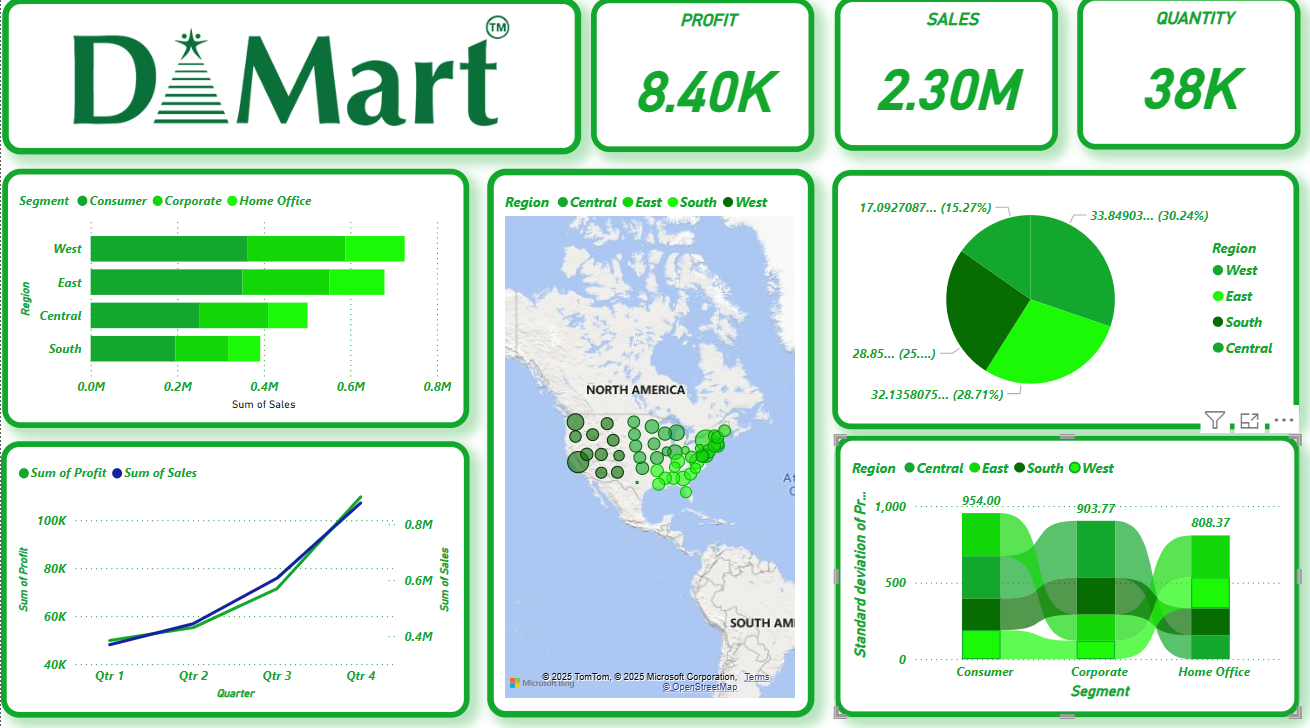 D Mart TM
PROFIT
8.40K
SALES
2.30M
QUANTITY
38K
Segment Consumer Corporate Home Office
Region
West
East
Central
South
0.0M 0.2M 0.4M 0.6M 0.8M
Sum of Sales
Region Central East South West
NORTH AMERICA
At
O
SOUTH AM
Microsoft Bing
© 2025 TomTom, © 2025 Microsoft Corporation, Terms
© OpenStreetMap
17.0927087... (15.27%)
33.84903... (30.24%)
28.85... (25....)
32.1358075... (28.71%)
Region
West
East
South
Central
Sum of Profit Sum of Sales
Sum of Profit
100K
80K
60K
40K
0.8M
0.6M
0.4M
Sum of Sales
Qtr 1 Qtr 2 Qtr 3 Qtr 4
Quarter
Region Central East South West
Standard deviation of Pr...
1,000
500
0
954.00
903.77
808.37
Consumer Corporate Home Office
Segment